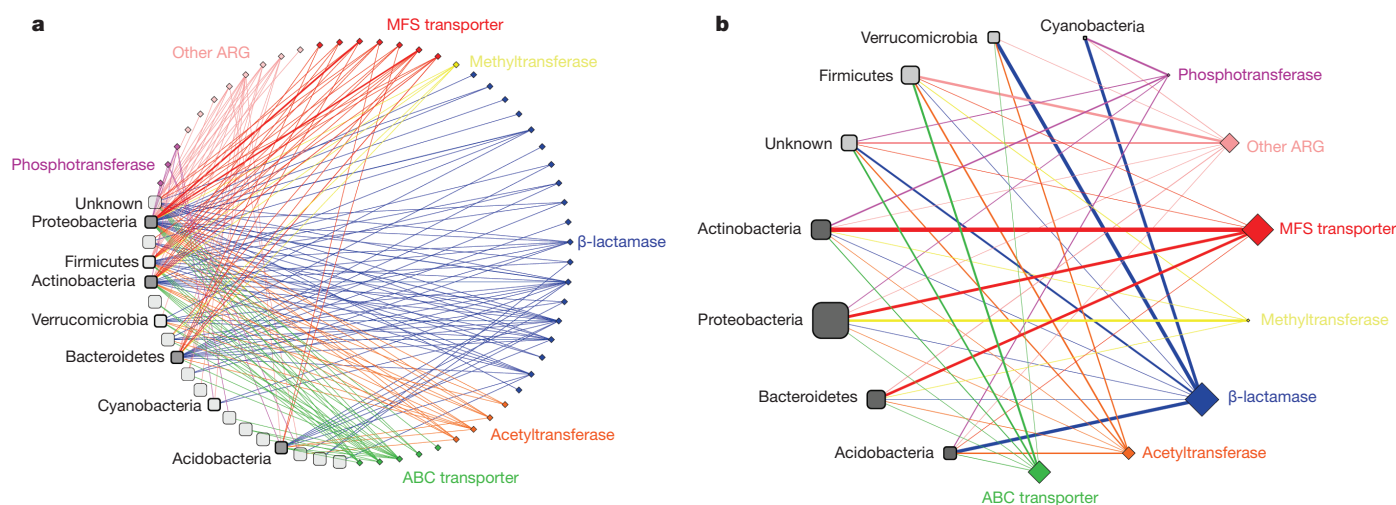 a
MFS transporter
Other ARG
Methyltransferase
Phosphotransferase
Unknown
Proteobacteria
β-lactamase
Firmicutes
Actinobacteria
Verrucomicrobia
Bacteroidetes
Cyanobacteria
Acetyltransferase
Acidobacteria
ABC transporter
b
Cyanobacteria
Verrucomicrobia
Firmicutes
Phosphotransferase
Unknown
Other ARG
Actinobacteria
MFS transporter
Proteobacteria
Methyltransferase
Bacteroidetes
β-lactamase
Acidobacteria
Acetyltransferase
ABC transporter